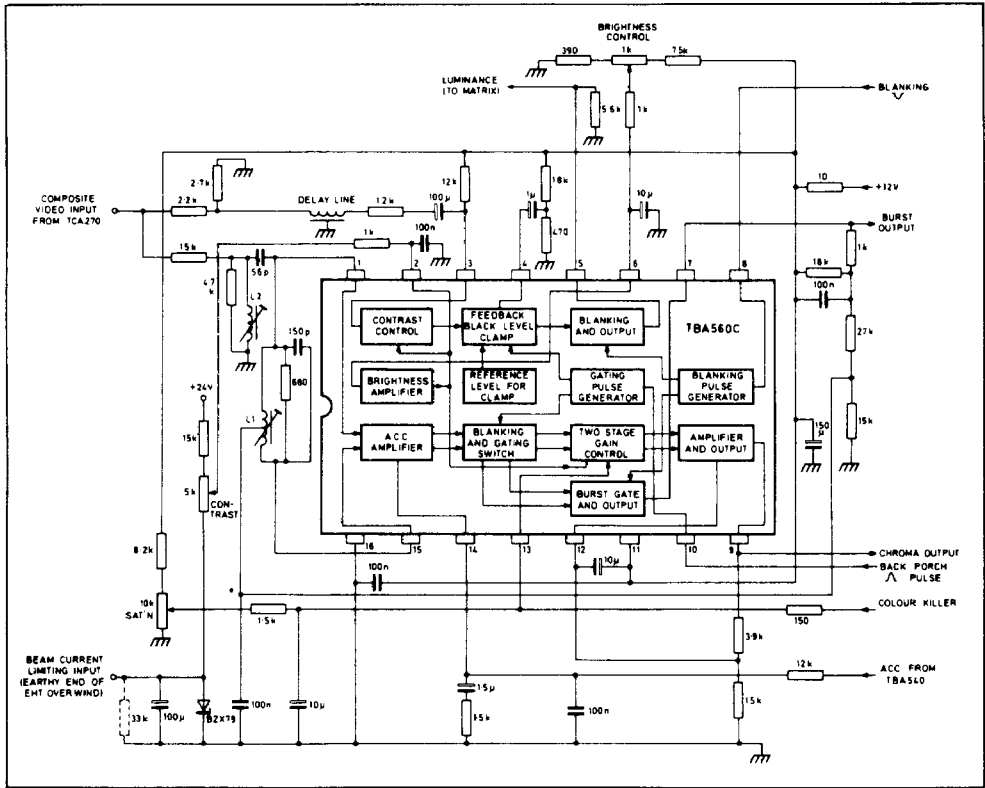 BRIGHTNESS
CONTROL
390
1k
7.5k
LUMINANCE
(TO MATRIX)
5.6k
1k
BLANKING
2.7k
12k
18k
10
+12V
COMPOSITE
VIDEO INPUT
FROM TCA270
2.2k
DELAY LINE
1.2k
100µ
1µ
10µ
BURST
OUTPUT
470
1k
15k
1k
100n
18k
56p
100n
4.7
k
L2
1
2
3
4
5
6
7
8
150p
CONTRAST
CONTROL
FEEDBACK
BLACK LEVEL
CLAMP
BLANKING
AND OUTPUT
TBA560C
27k
680
BRIGHTNESS
AMPLIFIER
REFERENCE
LEVEL FOR
CLAMP
GATING
PULSE
GENERATOR
BLANKING
PULSE
GENERATOR
+24V
L1
150
µ
15k
15k
ACC
AMPLIFIER
BLANKING
AND GATING
SWITCH
TWO STAGE
GAIN
CONTROL
AMPLIFIER
AND OUTPUT
5k
CON-
TRAST
BURST GATE
AND OUTPUT
16
15
14
13
12
11
10
9
8.2k
10µ
CHROMA OUTPUT
100n
BACK PORCH
PULSE
10k
SAT'N
1.5k
150
COLOUR KILLER
3.9k
BEAM CURRENT
LIMITING INPUT
(EARTHY END OF
EHT OVERWIND)
12k
ACC FROM
TBA540
33k
100µ
BZX79
100n
10µ
1.5µ
1.5k
100n
1.5k